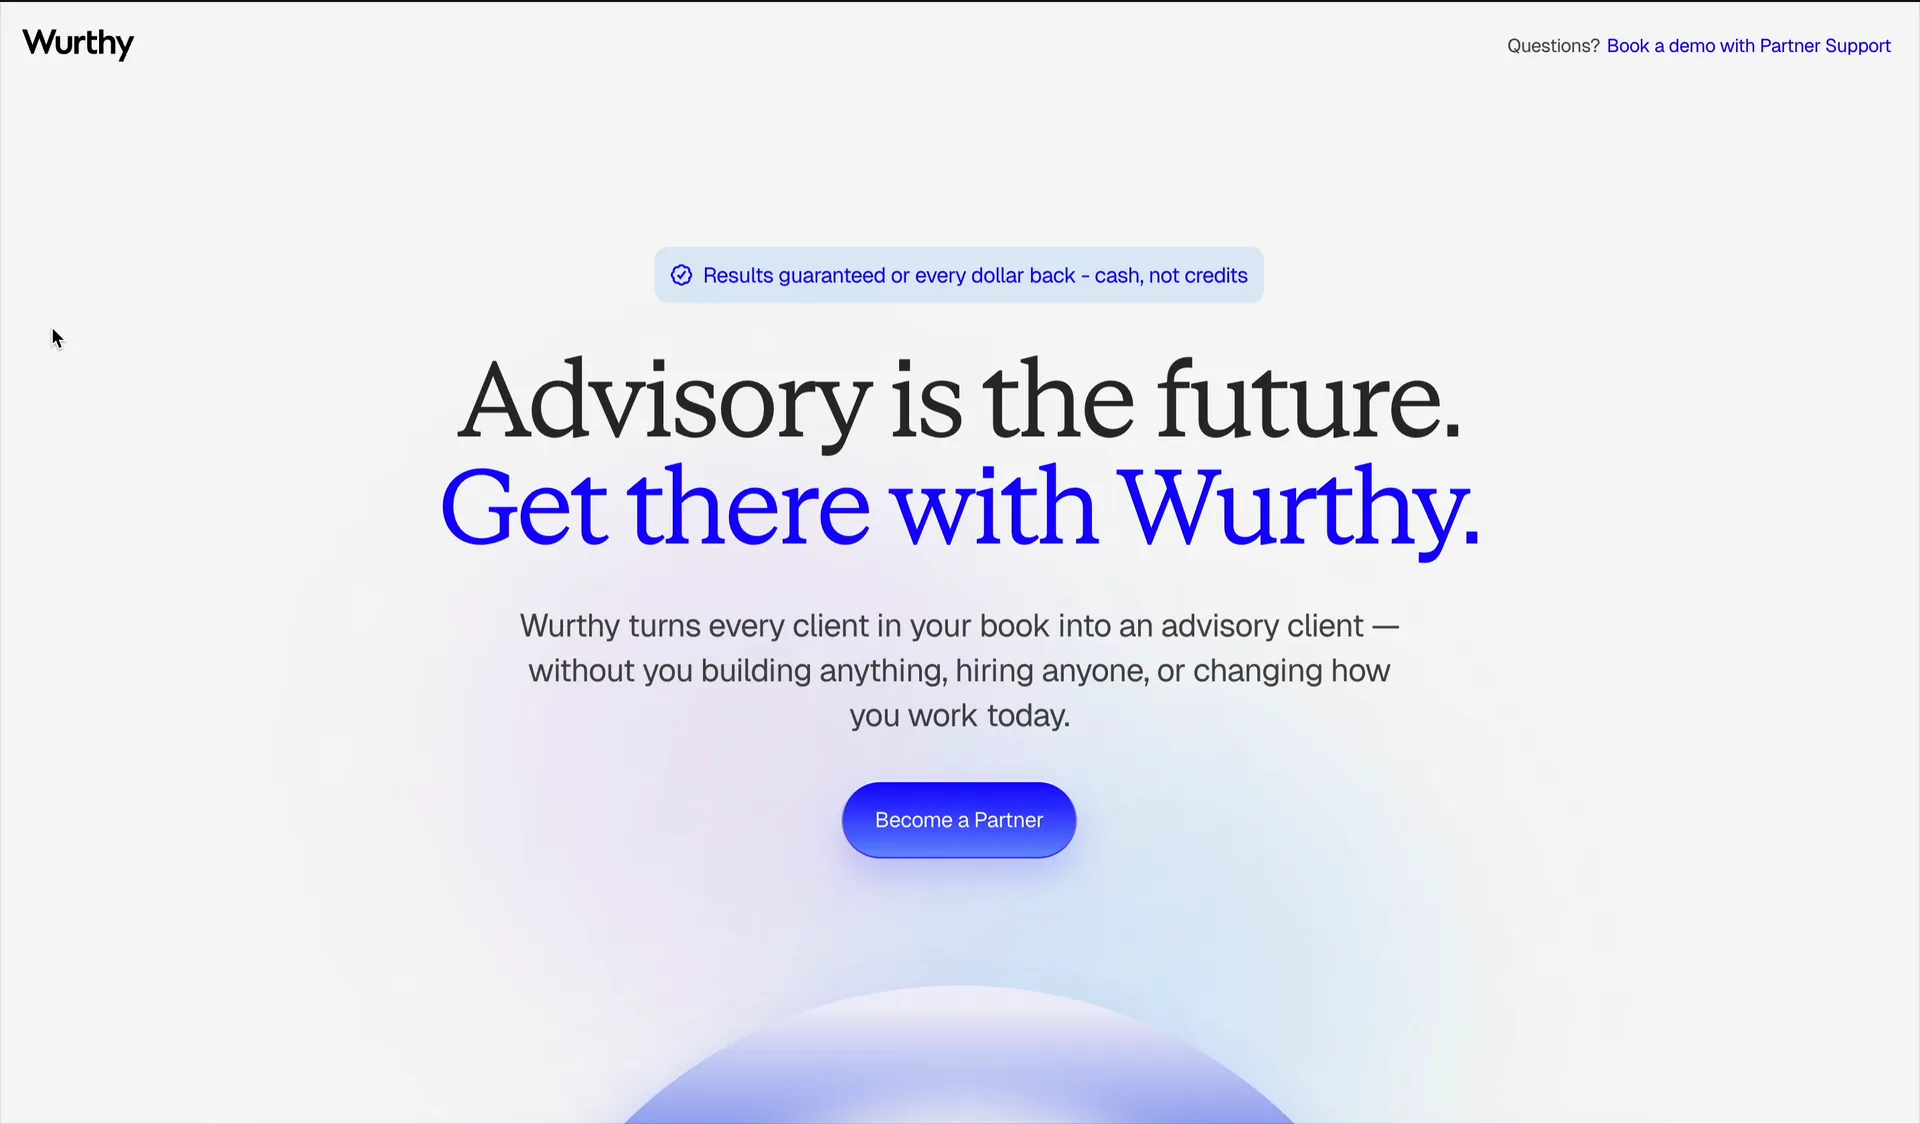 Wurthy
Questions? Book a demo with Partner Support
Results guaranteed or every dollar back - cash, not credits
Advisory is the future.
Get there with Wurthy.
Wurthy turns every client in your book into an advisory client —
without you building anything, hiring anyone, or changing how
you work today.
Become a Partner